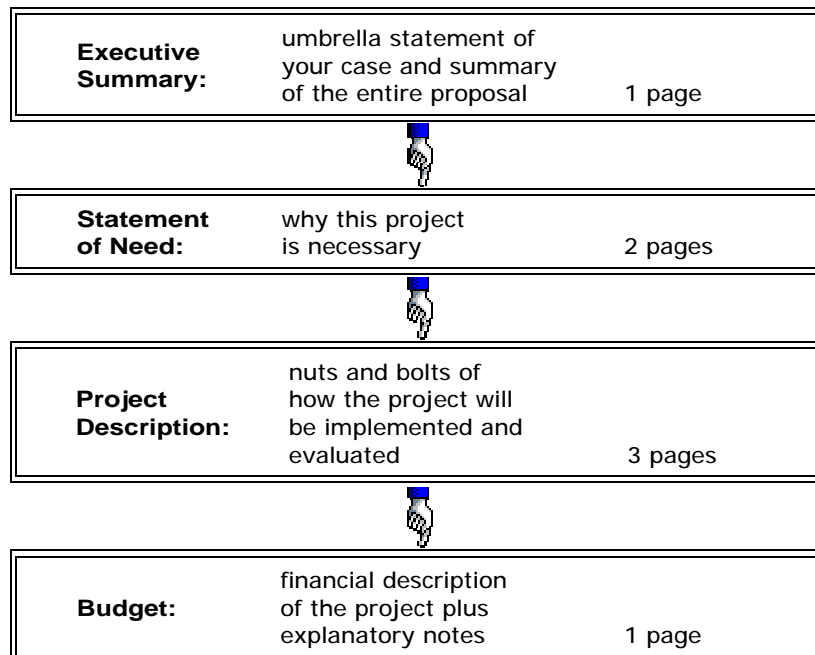 Executive Summary: umbrella statement of your case and summary of the entire proposal 1 page
Statement of Need: why this project is necessary 2 pages
Project Description: nuts and bolts of how the project will be implemented and evaluated 3 pages
Budget: financial description of the project plus explanatory notes 1 page